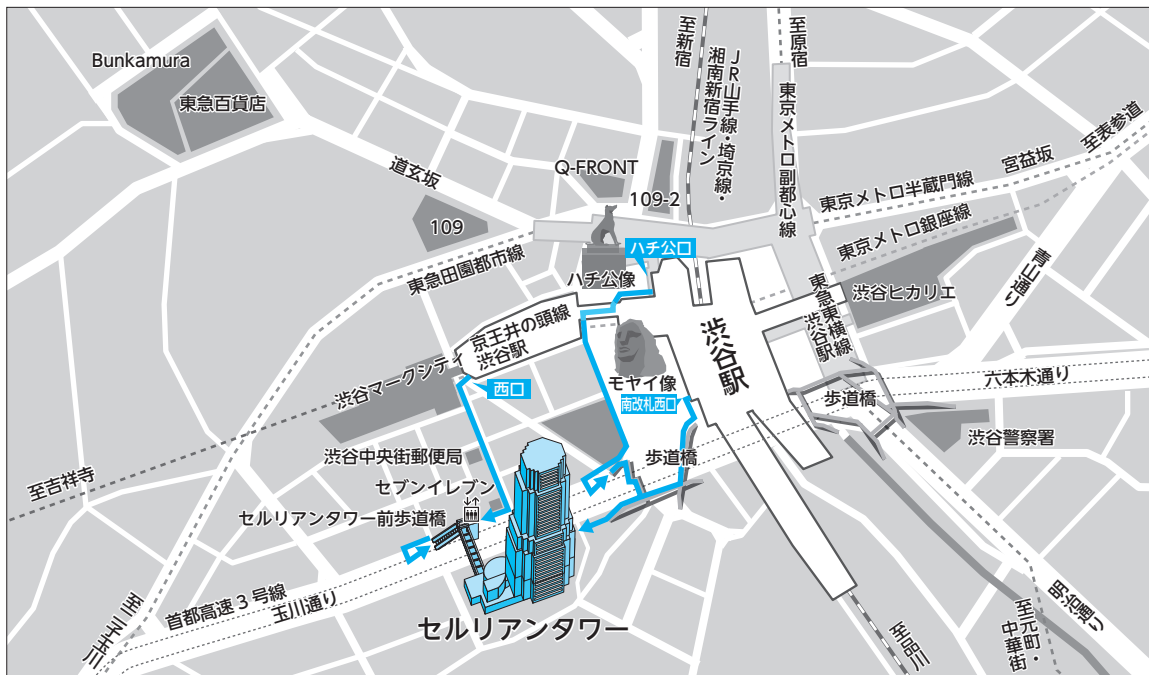 Bunkamura
東急百貨店
至新宿
JR山手線・埼京線・
湘南新宿ライン
至原宿
東京メトロ副都心線
至表参道
宮益坂
東京メトロ半蔵門線
東京メトロ銀座線
青山通り
道玄坂
Q-FRONT
109-2
109
東急田園都市線
ハチ公口
ハチ公像
渋谷ヒカリエ
東急東横線
渋谷駅
京王井の頭線
渋谷駅
渋谷駅
渋谷マークシティ
西口
モヤイ像
南改札西口
六本木通り
歩道橋
渋谷警察署
歩道橋
渋谷中央街郵便局
セブンイレブン
セルリアンタワー前歩道橋
至吉祥寺
首都高速3号線
玉川通り
至二子玉川
セルリアンタワー
至品川
至元町・
中華街
明治通り